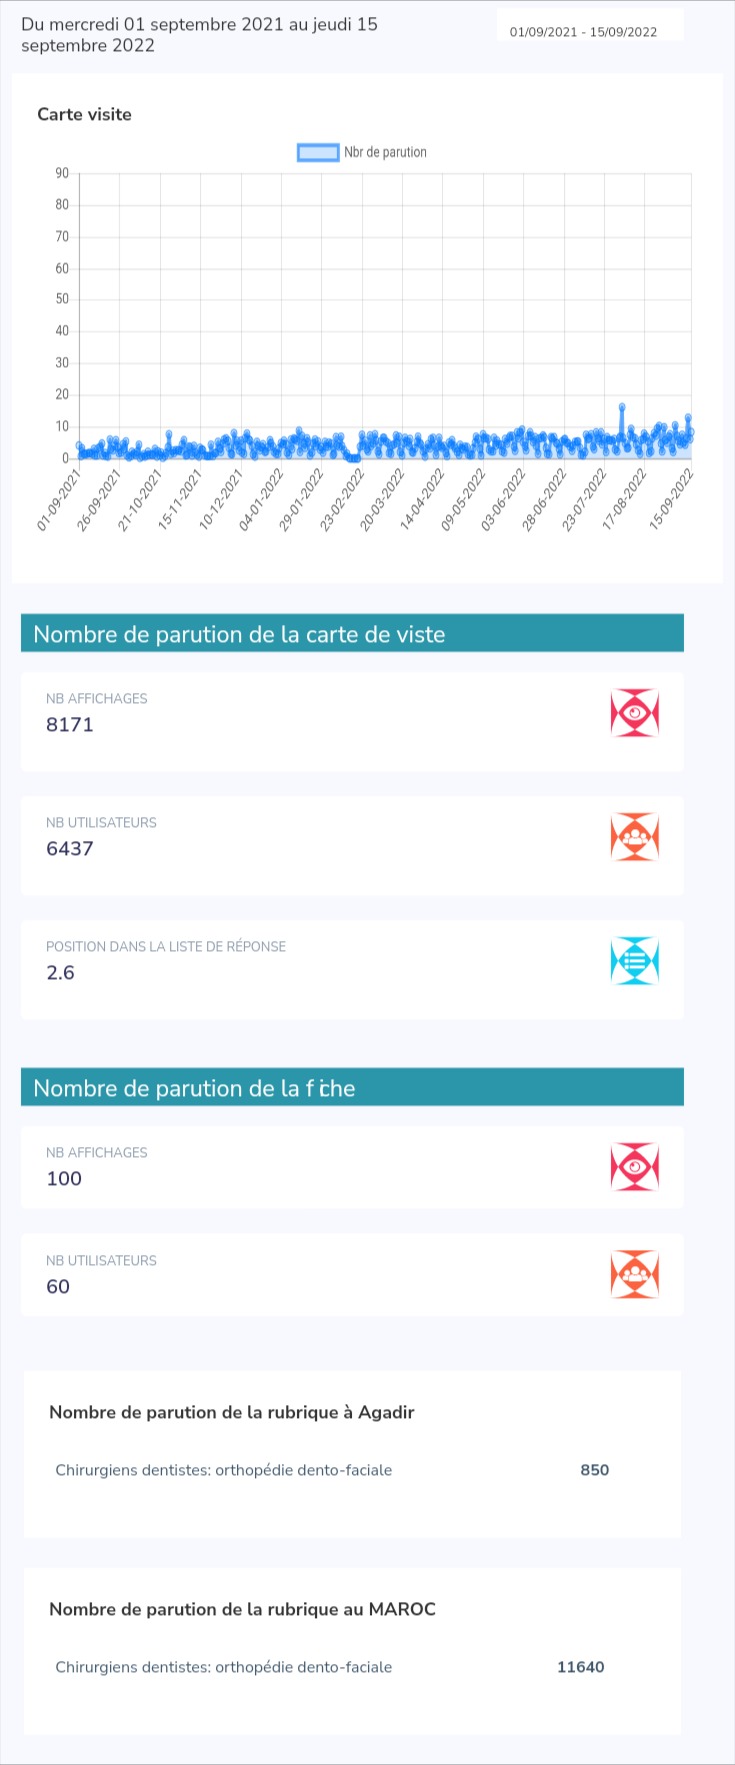 Du mercredi 01 septembre 2021 au jeudi 15
septembre 2022
01/09/2021 - 15/09/2022
Carte visite
Nbr de parution
90
80
70
60
50
40
30
20
10
0
01-09-2021
26-09-2021
21-10-2021
15-11-2021
10-12-2021
04-01-2022
29-01-2022
23-02-2022
20-03-2022
14-04-2022
09-05-2022
03-06-2022
28-06-2022
23-07-2022
17-08-2022
15-09-2022
Nombre de parution de la carte de viste
NB AFFICHAGES
8171
NB UTILISATEURS
6437
POSITION DANS LA LISTE DE RÉPONSE
2.6
Nombre de parution de la fiche
NB AFFICHAGES
100
NB UTILISATEURS
60
Nombre de parution de la rubrique à Agadir
Chirurgiens dentistes: orthopédie dento-faciale 850
Nombre de parution de la rubrique au MAROC
Chirurgiens dentistes: orthopédie dento-faciale 11640